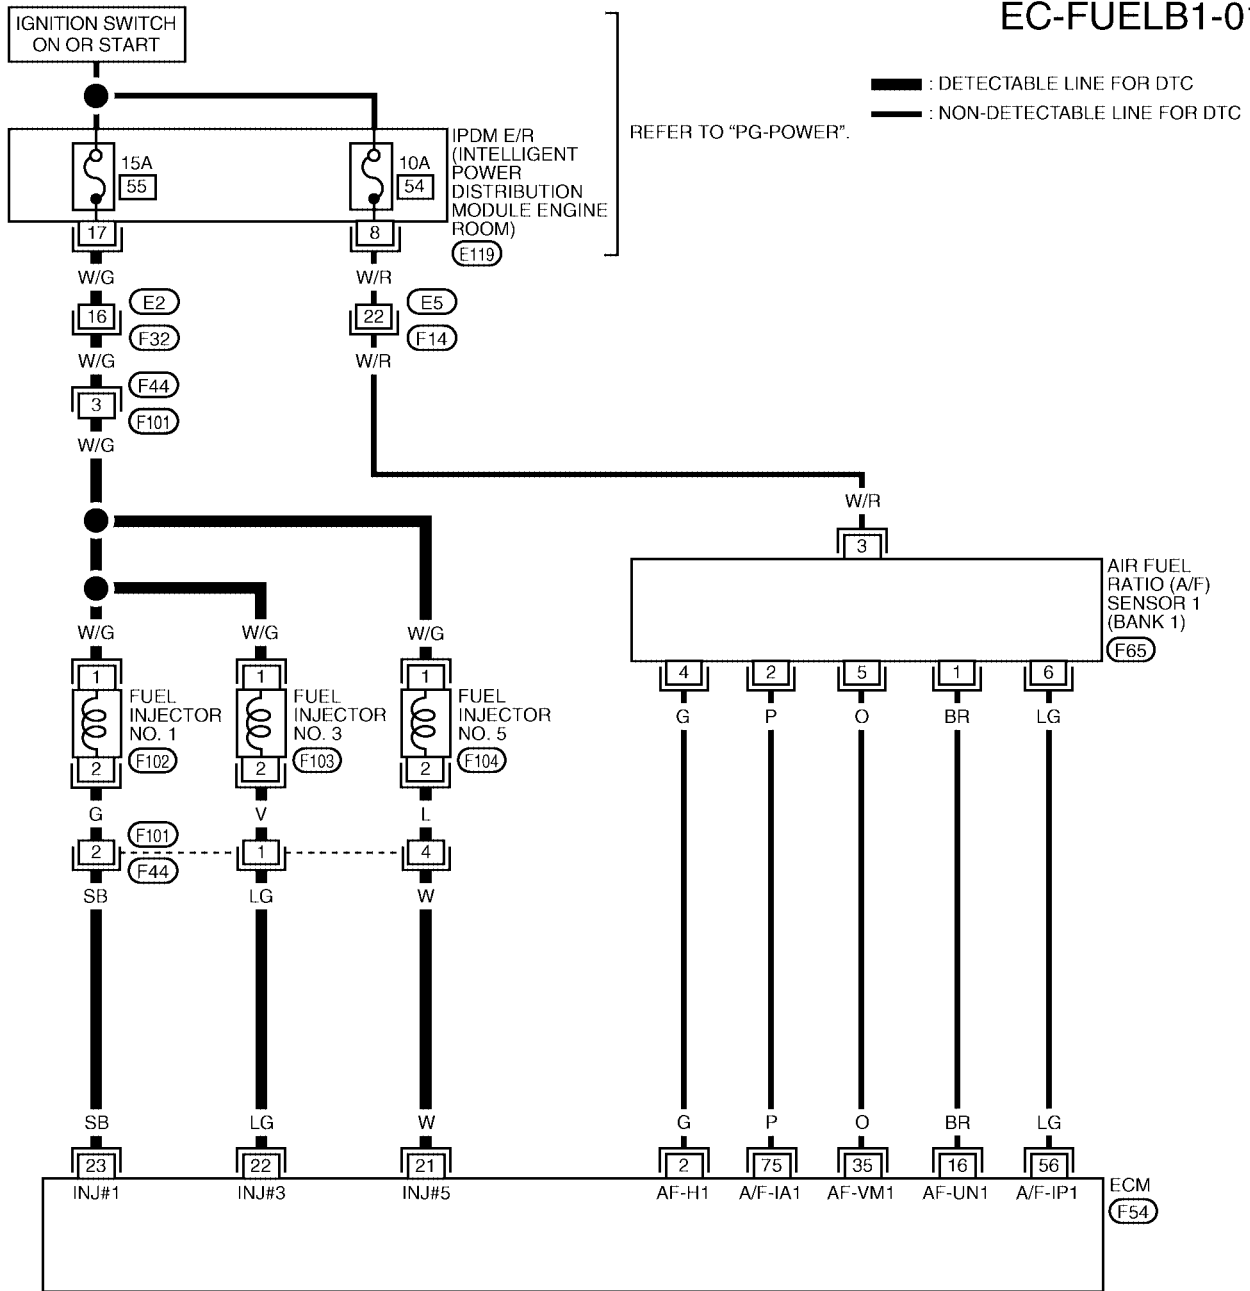 EC-FUELB1-01
IGNITION SWITCH
ON OR START
: DETECTABLE LINE FOR DTC
: NON-DETECTABLE LINE FOR DTC
REFER TO “PG-POWER”.
15A
55
10A
54
IPDM E/R
(INTELLIGENT
POWER
DISTRIBUTION
MODULE ENGINE
ROOM)
E119
17
8
W/G
W/R
16
E2
F32
22
E5
F14
W/G
W/R
3
F44
F101
W/G
W/R
3
AIR FUEL
RATIO (A/F)
SENSOR 1
(BANK 1)
F65
W/G
W/G
W/G
1
1
1
4
2
5
1
6
FUEL
INJECTOR
NO. 1
F102
FUEL
INJECTOR
NO. 3
F103
FUEL
INJECTOR
NO. 5
F104
G
P
O
BR
LG
2
2
2
G
V
L
2
F101
F44
1
4
SB
LG
W
SB
LG
W
G
P
O
BR
LG
23
22
21
2
75
35
16
56
INJ#1
INJ#3
INJ#5
AF-H1
A/F-IA1
AF-VM1
AF-UN1
A/F-IP1
ECM
F54